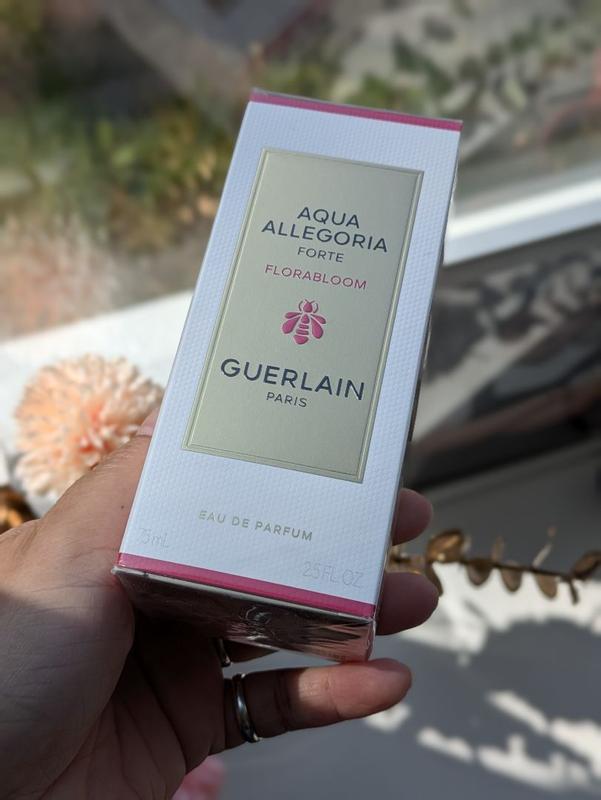 AQUA
ALLEGORIA
FORTE
FLORABLOOM
GUERLAIN
PARIS
EAU DE PARFUM
75 mL
2.5 FL.OZ.